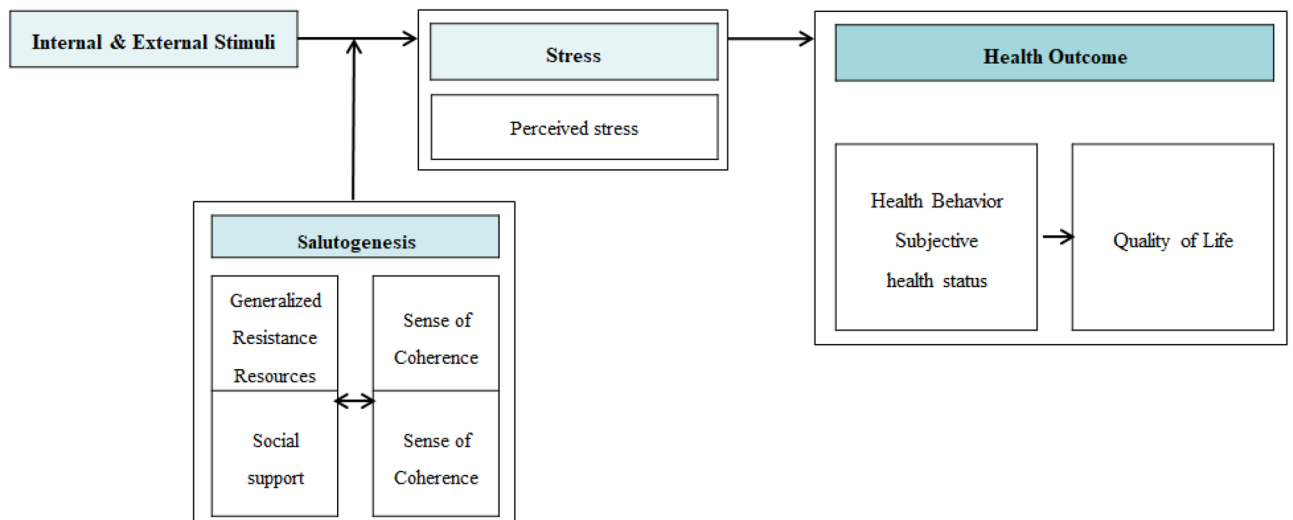 Internal & External Stimuli
Stress
Perceived stress
Health Outcome
Health Behavior
Subjective
health status
Quality of Life
Salutogenesis
Generalized
Resistance
Resources
Sense of
Coherence
Social
support
Sense of
Coherence